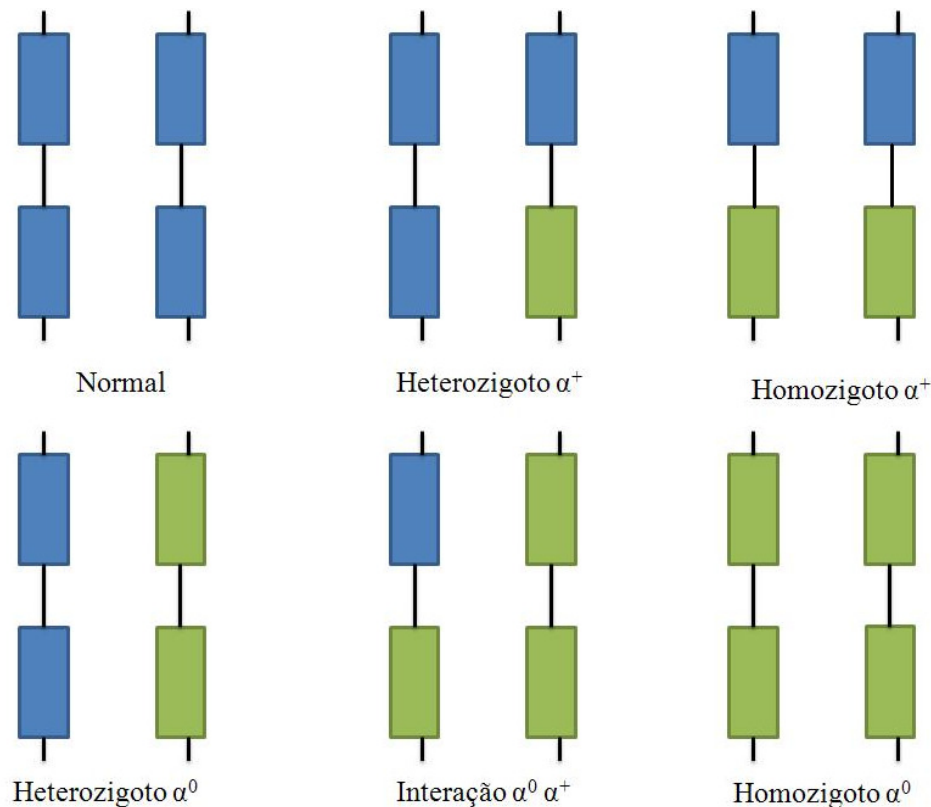 Normal
Heterozigoto α⁺
Homozigoto α⁺
Heterozigoto α⁰
Interação α⁰ α⁺
Homozigoto α⁰